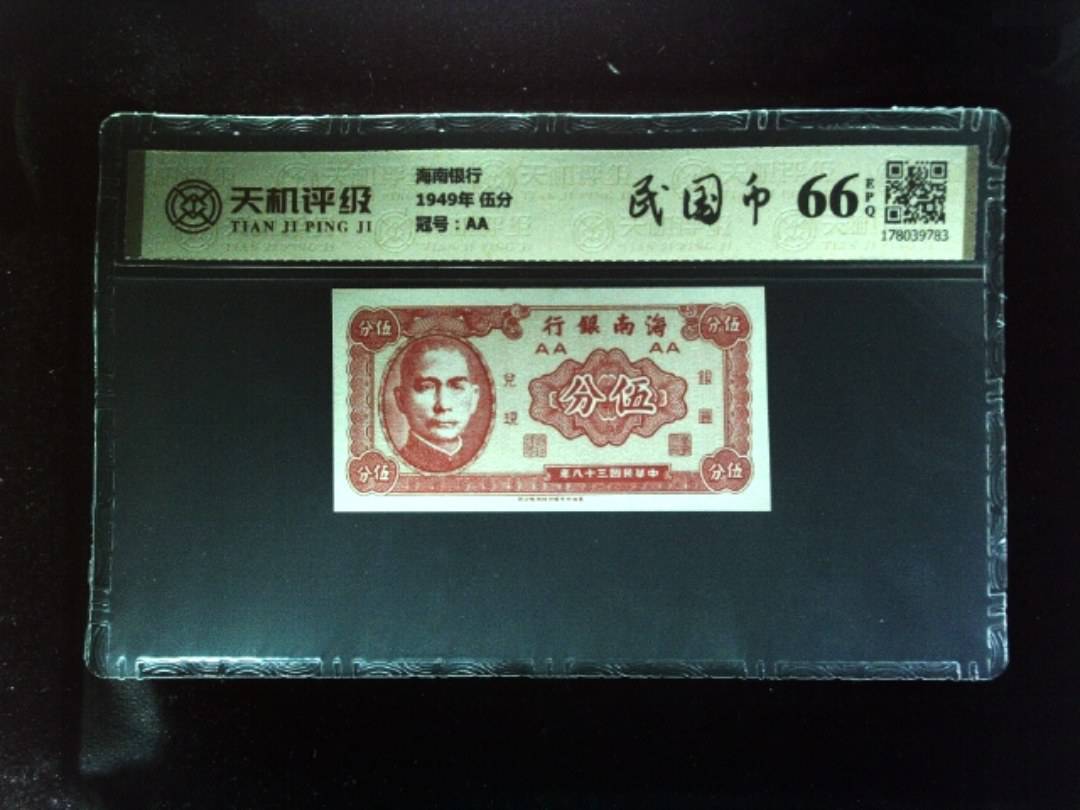 天机评级
TIAN JI PING JI
海南银行
1949年 伍分
冠号：AA
民国币
66
EPQ
178039783
伍分
行銀南海
伍分
AA AA
兌現
分伍
銀圓
伍分
年八十三國民華中
伍分